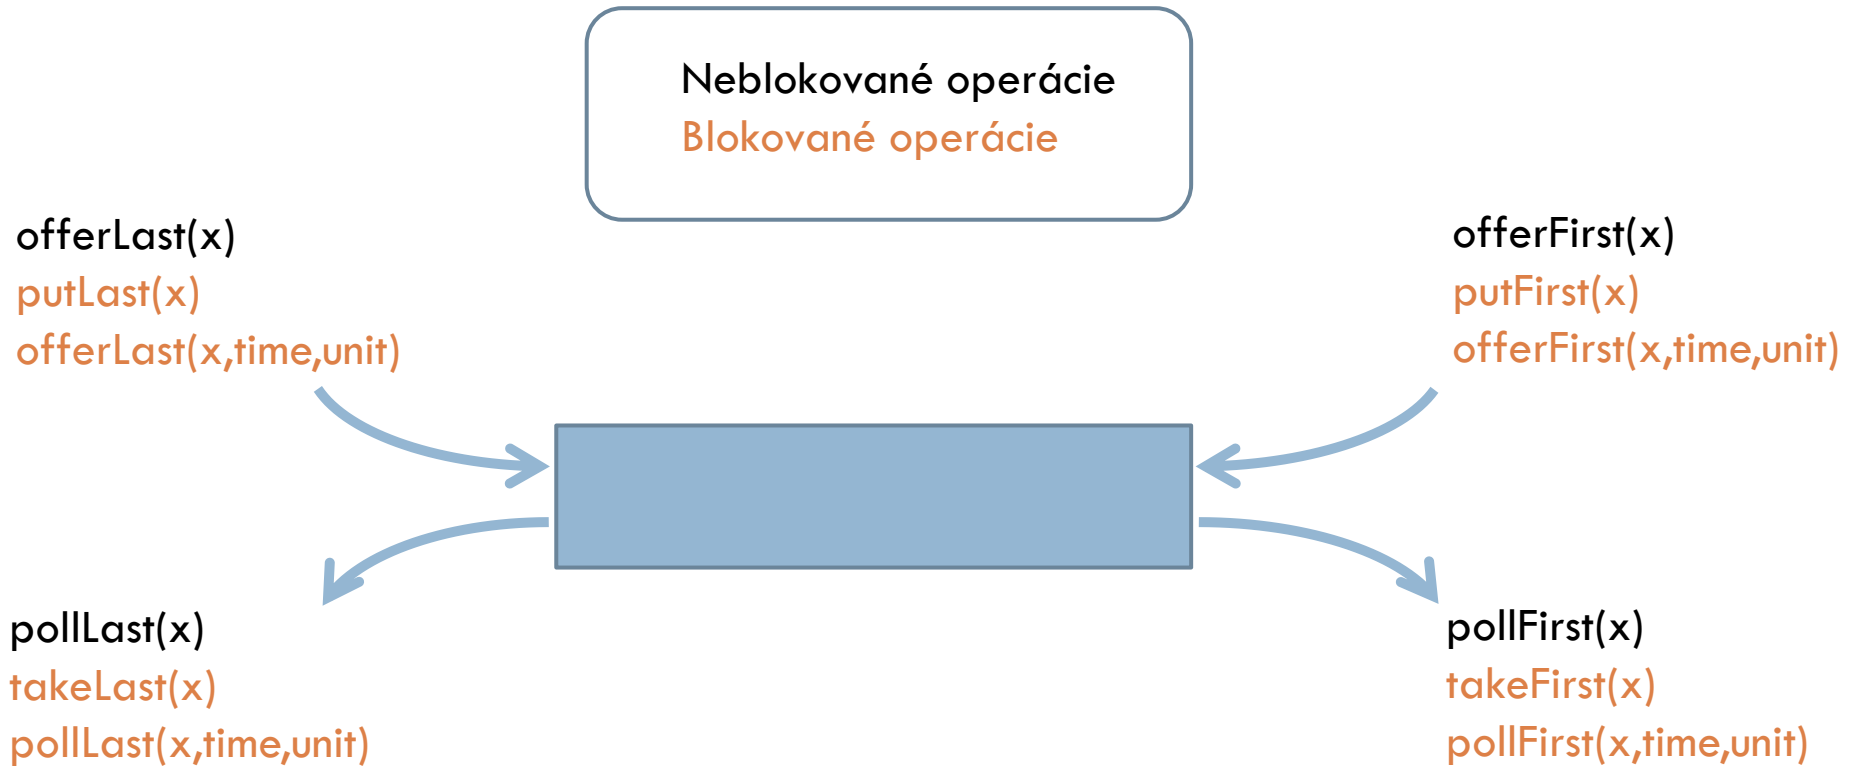 Neblokované operácie
Blokované operácie
offerLast(x)
putLast(x)
offerLast(x,time,unit)
offerFirst(x)
putFirst(x)
offerFirst(x,time,unit)
pollLast(x)
takeLast(x)
pollLast(x,time,unit)
pollFirst(x)
takeFirst(x)
pollFirst(x,time,unit)